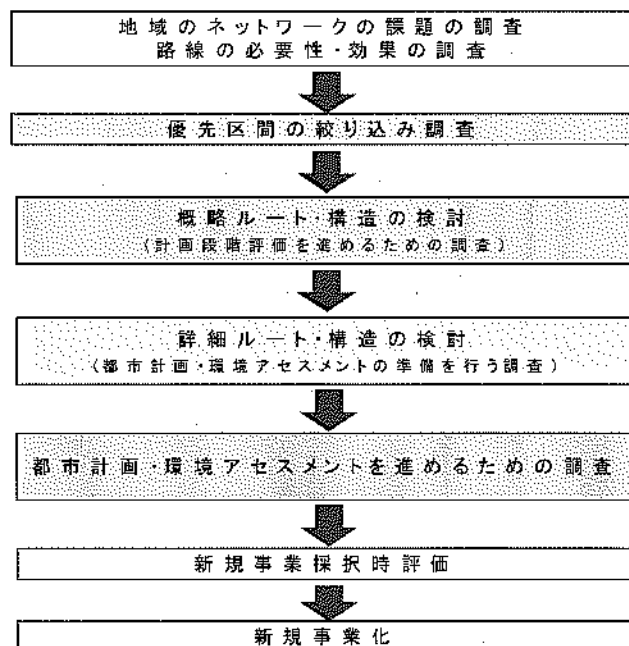 地域のネットワークの課題の調査
路線の必要性・効果の調査
優先区間の絞り込み調査
概略ルート・構造の検討
（計画段階評価を進めるための調査）
詳細ルート・構造の検討
（都市計画・環境アセスメントの準備を行う調査）
都市計画・環境アセスメントを進めるための調査
新規事業採択時評価
新規事業化